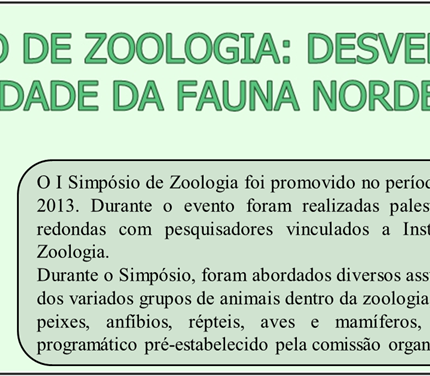 O DE ZOOLOGIA: DESVE
DADE DA FAUNA NORDE
O I Simpósio de Zoologia foi promovido no períoc
2013. Durante o evento foram realizadas pales
redondas com pesquisadores vinculados a Inst
Zoologia.
Durante o Simpósio, foram abordados diversos ass
dos variados grupos de animais dentro da zoologia
peixes, anfíbios, répteis, aves e mamíferos,
programático pré-estabelecido pela comissão organ